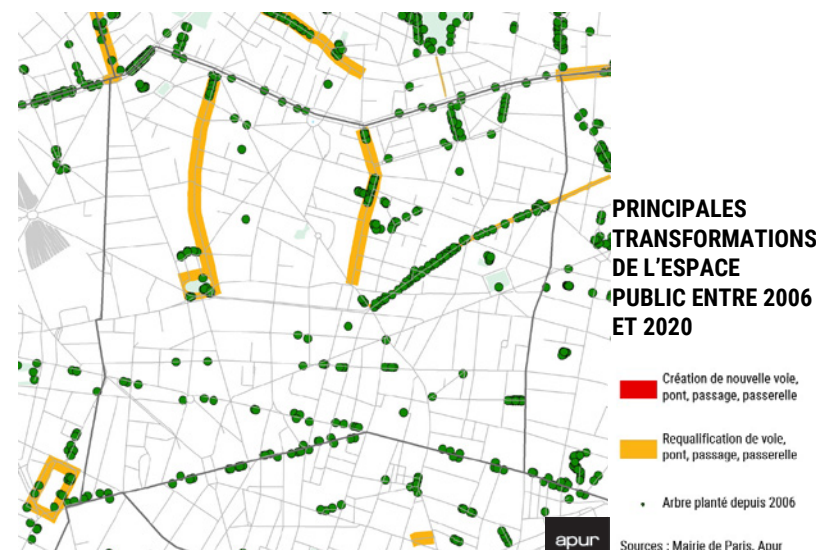 PRINCIPALES
TRANSFORMATIONS
DE L’ESPACE
PUBLIC ENTRE 2006
ET 2020
Création de nouvelle voie,
pont, passage, passerelle
Requalification de voie,
pont, passage, passerelle
Arbre planté depuis 2006
apur
Sources : Mairie de Paris, Apur